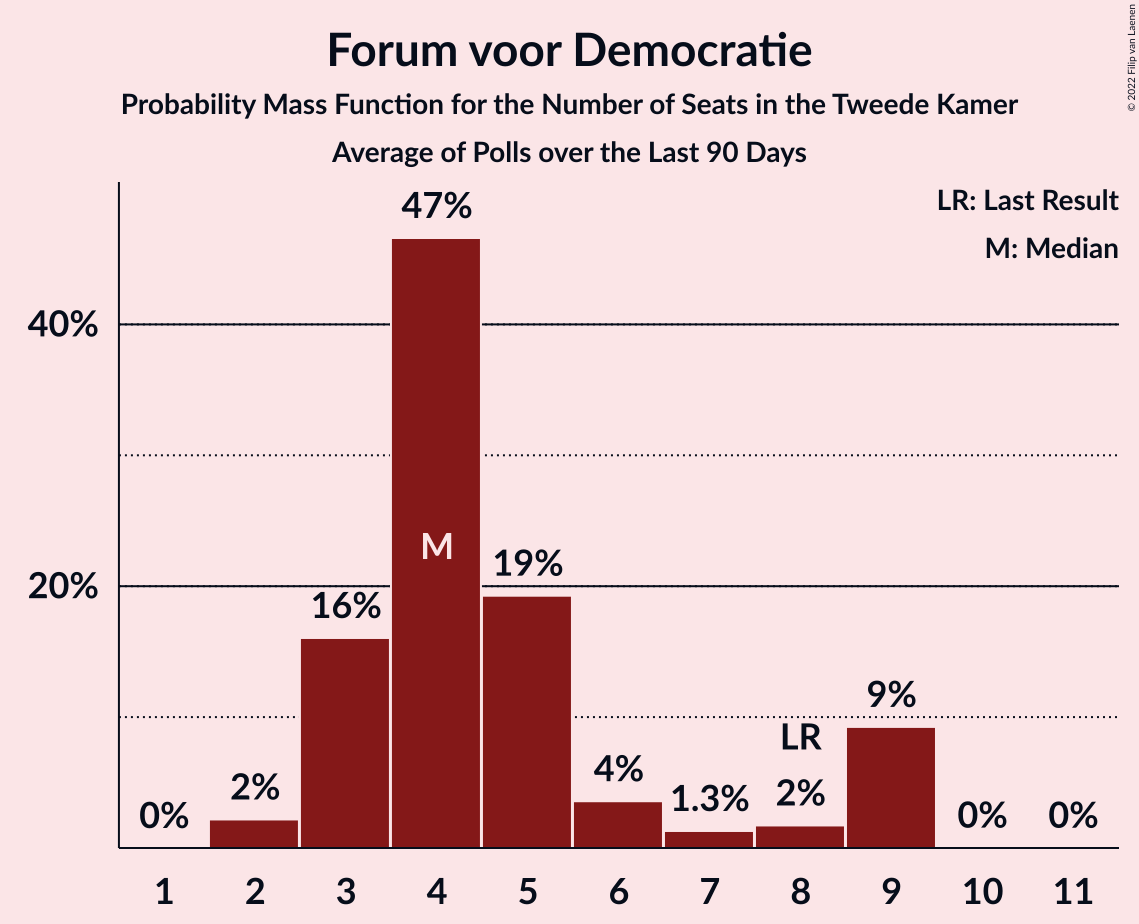 Forum voor Democratie
Probability Mass Function for the Number of Seats in the Tweede Kamer
Average of Polls over the Last 90 Days
© 2022 Filip van Laenen
LR: Last Result
M: Median
47%
40%
M
19%
20%
16%
9%
LR
4%
2%
1.3%
2%
0%
0%
0%
1 2 3 4 5 6 7 8 9 10 11